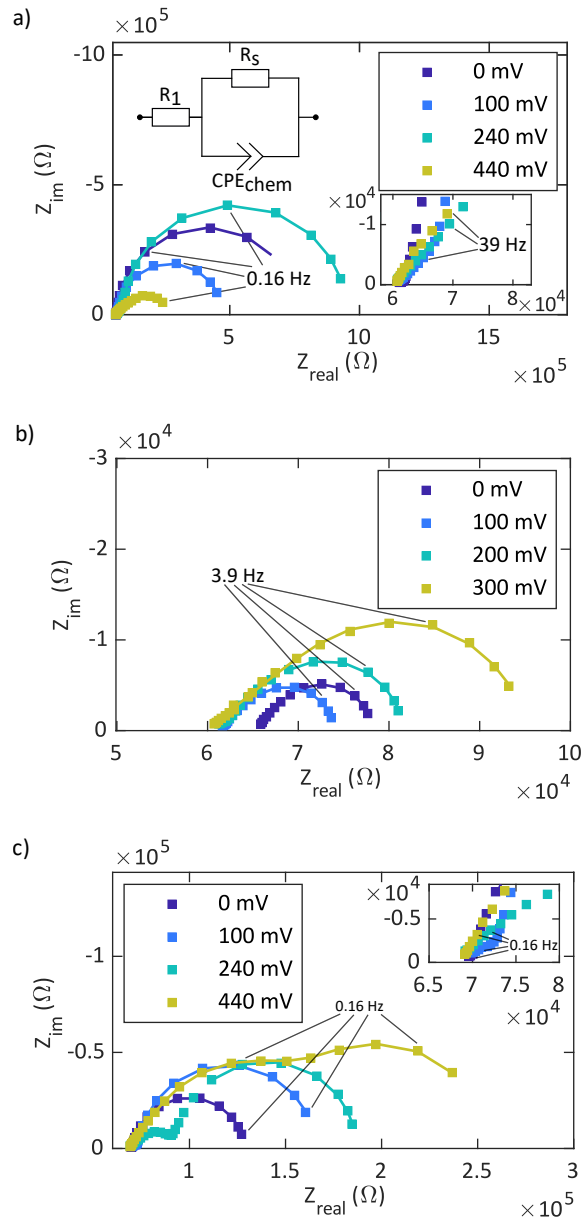 a)
×10^5
-10
-5
0
Z_im (Ω)
R_1
R_s
CPE_chem
0 mV
100 mV
240 mV
440 mV
0.16 Hz
×10^4
-1
0
39 Hz
6 7 8
×10^4
5 10 15
Z_real (Ω)
×10^5
b)
×10^4
-3
-2
-1
0
Z_im (Ω)
0 mV
100 mV
200 mV
300 mV
3.9 Hz
5 6 7 8 9 10
Z_real (Ω)
×10^4
c)
×10^5
-1
-0.5
0
Z_im (Ω)
0 mV
100 mV
240 mV
440 mV
×10^4
-0.5
0
0.16 Hz
6.5 7 7.5 8
×10^4
0.16 Hz
1 1.5 2 2.5 3
Z_real (Ω)
×10^5